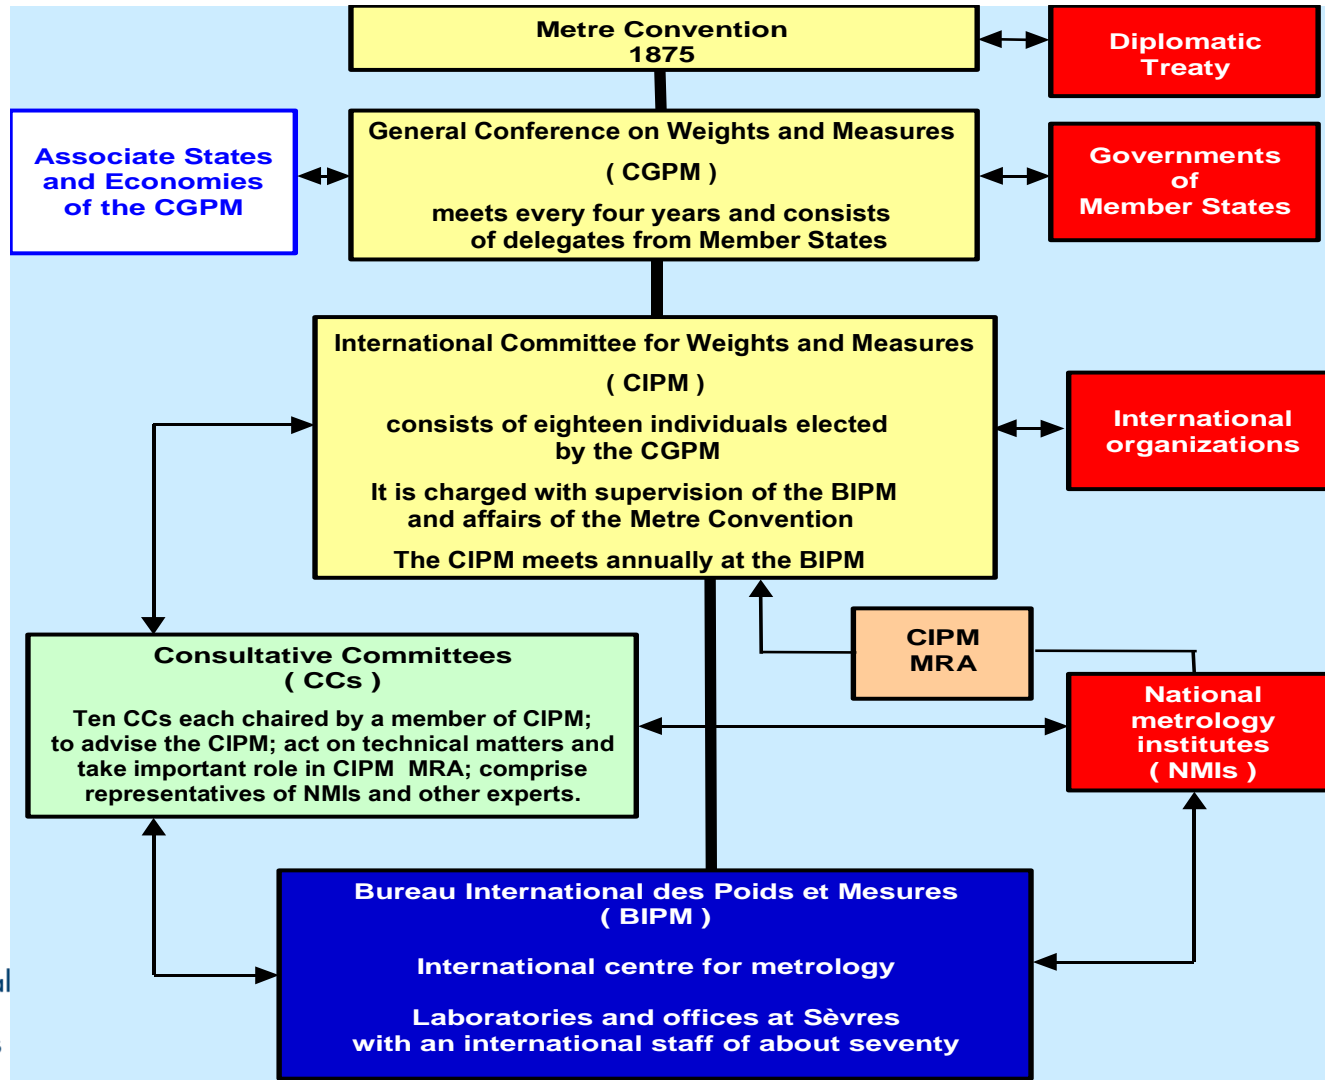 Metre Convention
1875
Diplomatic
Treaty
Associate States
and Economies
of the CGPM
General Conference on Weights and Measures
( CGPM )
meets every four years and consists
of delegates from Member States
Governments
of
Member States
International Committee for Weights and Measures
( CIPM )
consists of eighteen individuals elected
by the CGPM
It is charged with supervision of the BIPM
and affairs of the Metre Convention
The CIPM meets annually at the BIPM
International
organizations
CIPM
MRA
Consultative Committees
( CCs )
Ten CCs each chaired by a member of CIPM;
to advise the CIPM; act on technical matters and
take important role in CIPM MRA; comprise
representatives of NMIs and other experts.
National
metrology
institutes
( NMIs )
Bureau International des Poids et Mesures
( BIPM )
International centre for metrology
Laboratories and offices at Sèvres
with an international staff of about seventy